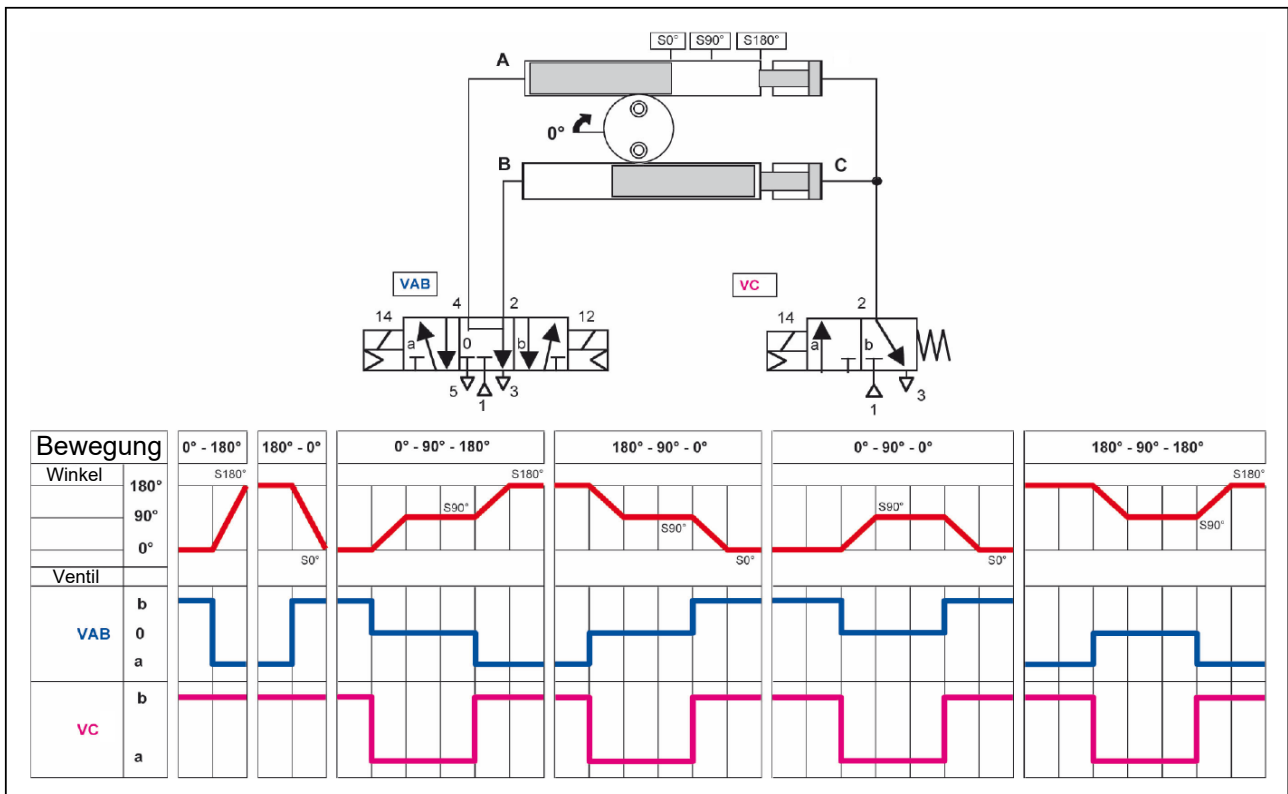 S0° S90° S180°
A
0°
B C
VAB VC
4 2 2
14 12 14
a 0 b a b
5 1 3 1 3
Bewegung 0° - 180° 180° - 0° 0° - 90° - 180° 180° - 90° - 0° 0° - 90° - 0° 180° - 90° - 180°
Winkel S180° S180° S180°
180°
90° S90° S90° S90° S90°
0° S0° S0° S0°
Ventil
b
VAB 0
a
b
VC
a